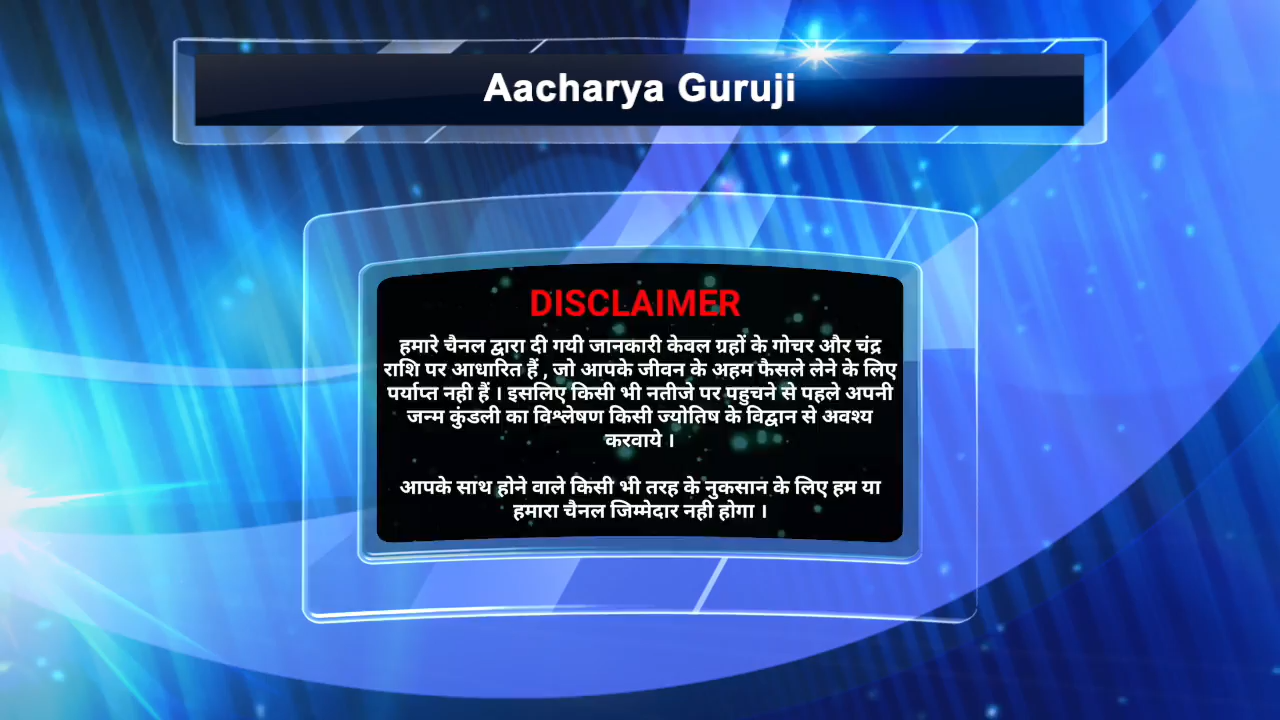 Aacharya Guruji
DISCLAIMER
हमारे चैनल द्वारा दी गयी जानकारी केवल ग्रहों के गोचर और चंद्र
राशि पर आधारित हैं , जो आपके जीवन के अहम फैसले लेने के लिए
पर्याप्त नही हैं । इसलिए किसी भी नतीजे पर पहुचने से पहले अपनी
जन्म कुंडली का विश्लेषण किसी ज्योतिष के विद्वान से अवश्य
करवाये ।
आपके साथ होने वाले किसी भी तरह के नुकसान के लिए हम या
हमारा चैनल जिम्मेदार नही होगा ।